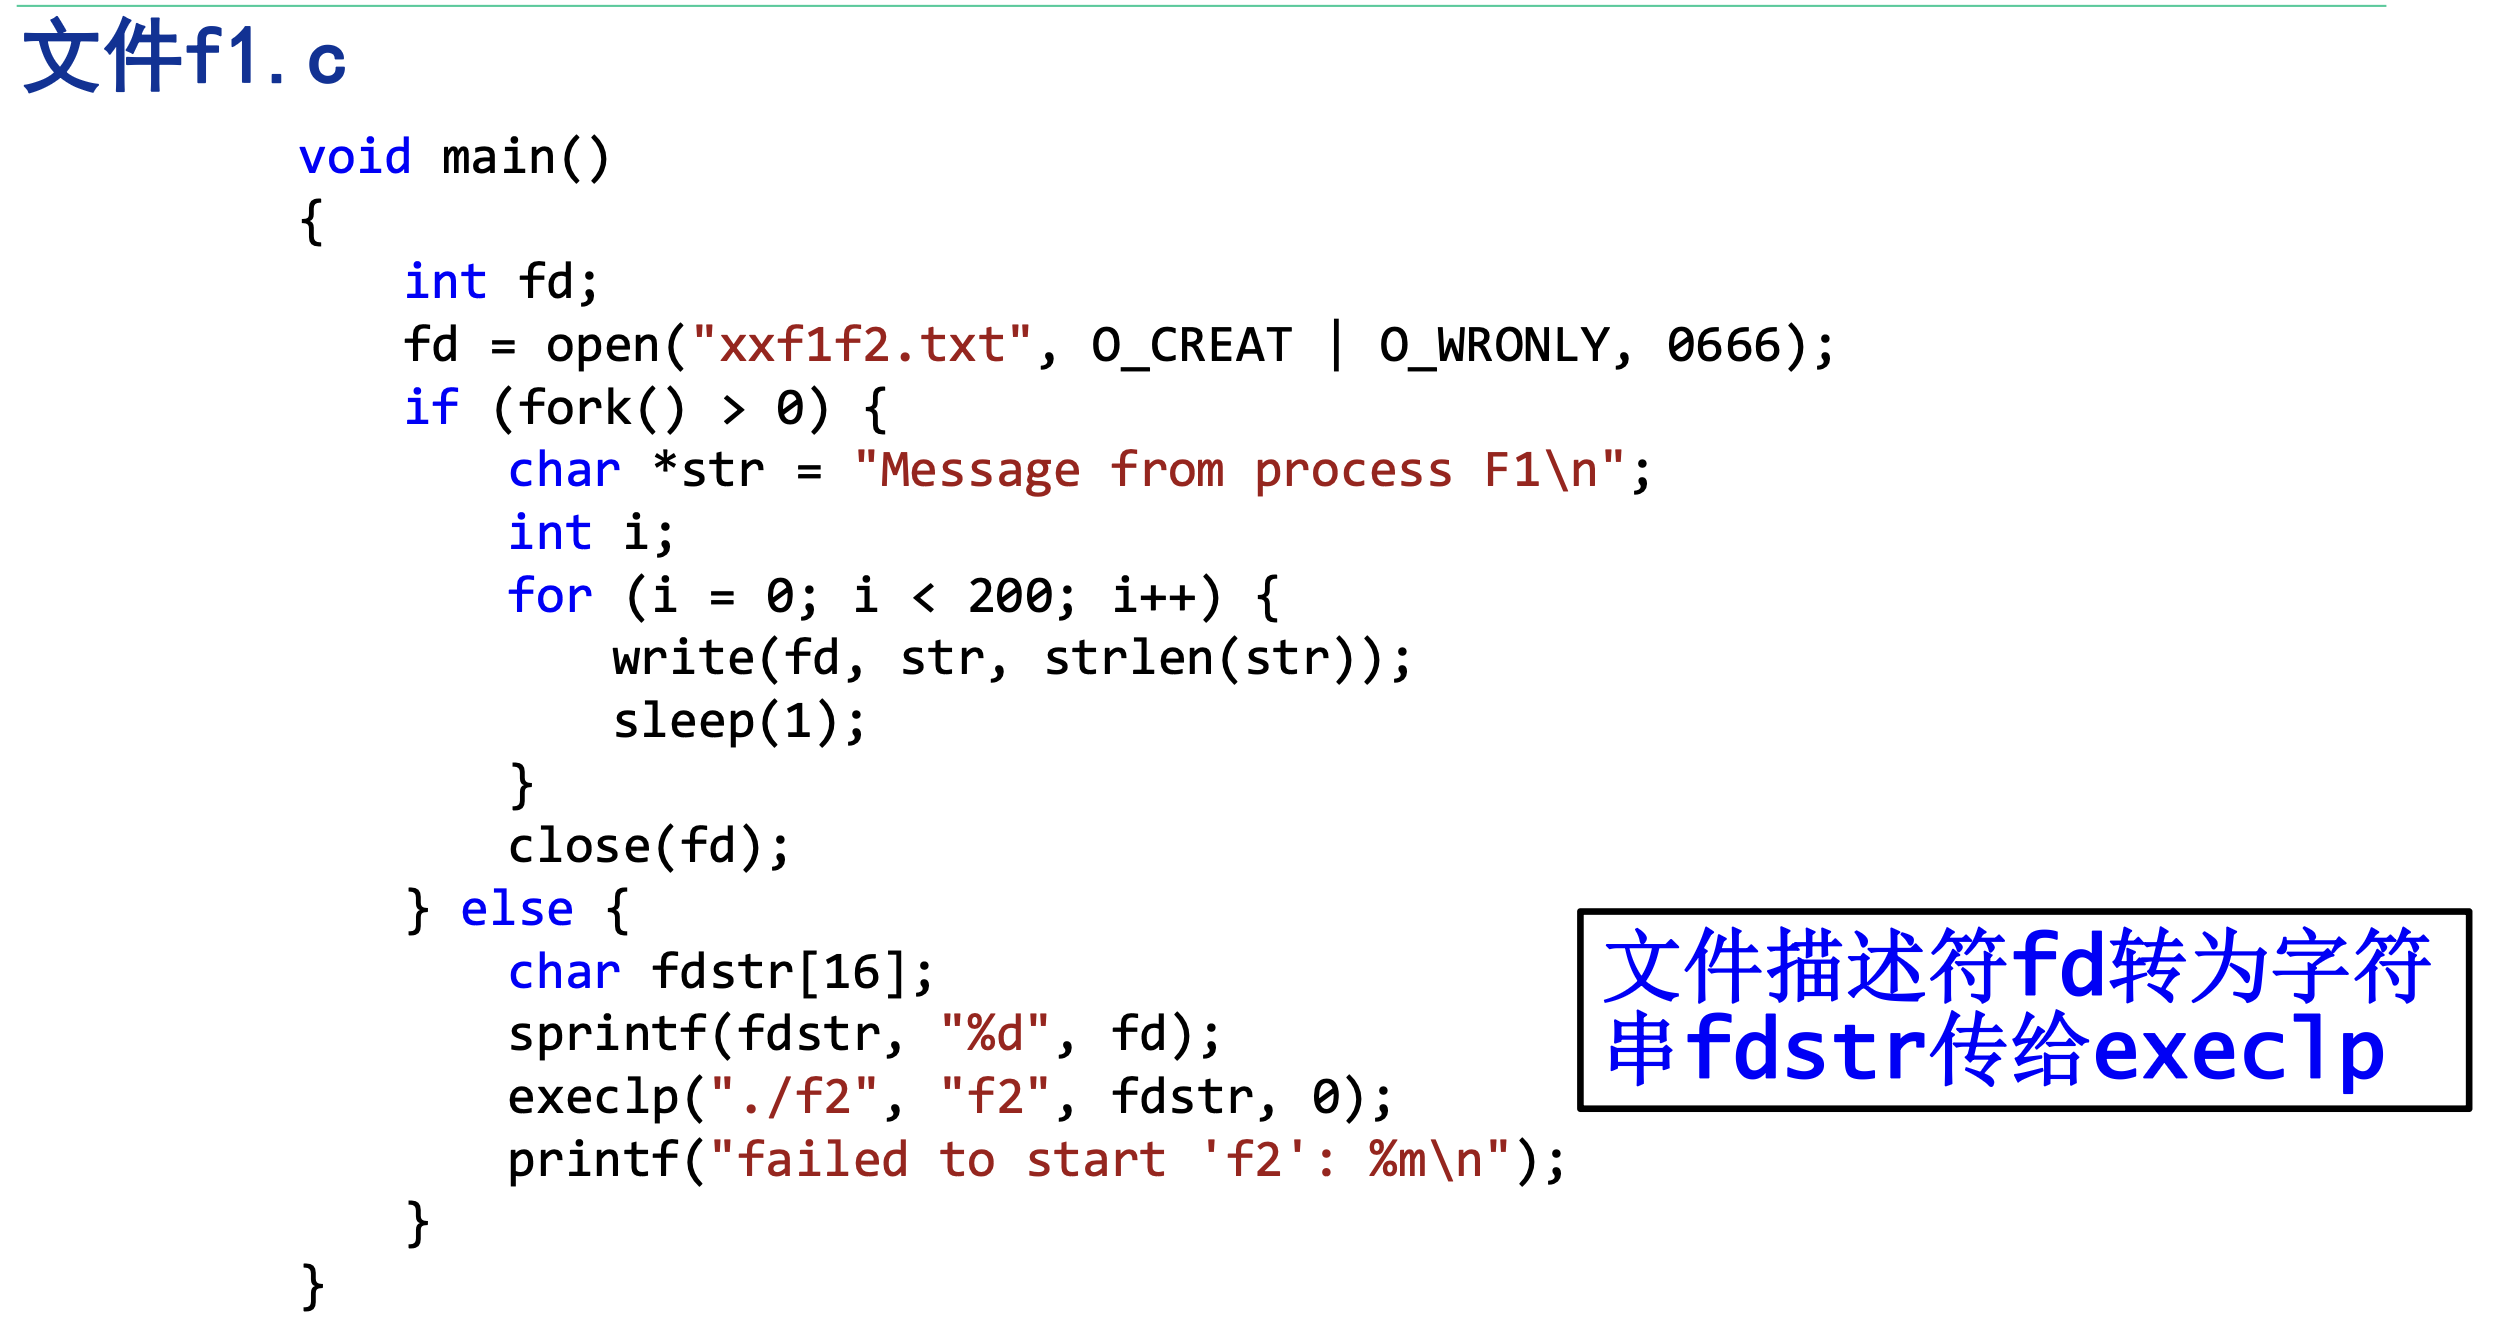 文件f1.c
void main()
{
    int fd;
    fd = open("xxf1f2.txt", O_CREAT | O_WRONLY, 0666);
    if (fork() > 0) {
        char *str = "Message from process F1\n";
        int i;
        for (i = 0; i < 200; i++) {
            write(fd, str, strlen(str));
            sleep(1);
        }
        close(fd);
    } else {
        char fdstr[16];
        sprintf(fdstr, "%d", fd);
        execlp("./f2", "f2", fdstr, 0);
        printf("failed to start 'f2': %m\n");
    }
}
文件描述符fd转为字符
串fdstr传给execlp